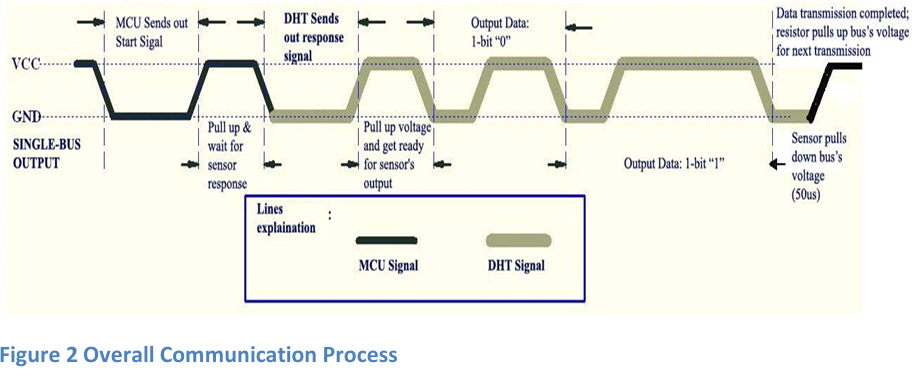 MCU Sends out
Start Sigal
DHT Sends
out response
signal
Output Data:
1-bit "0"
Data transmission completed;
resistor pulls up bus's voltage
for next transmission
VCC
GND
SINGLE-BUS
OUTPUT
Pull up &
wait for
sensor
response
Pull up voltage
and get ready
for sensor's
output
Output Data: 1-bit "1"
Sensor pulls
down bus's
voltage
(50us)
Lines
explaination :
MCU Signal
DHT Signal
Figure 2 Overall Communication Process